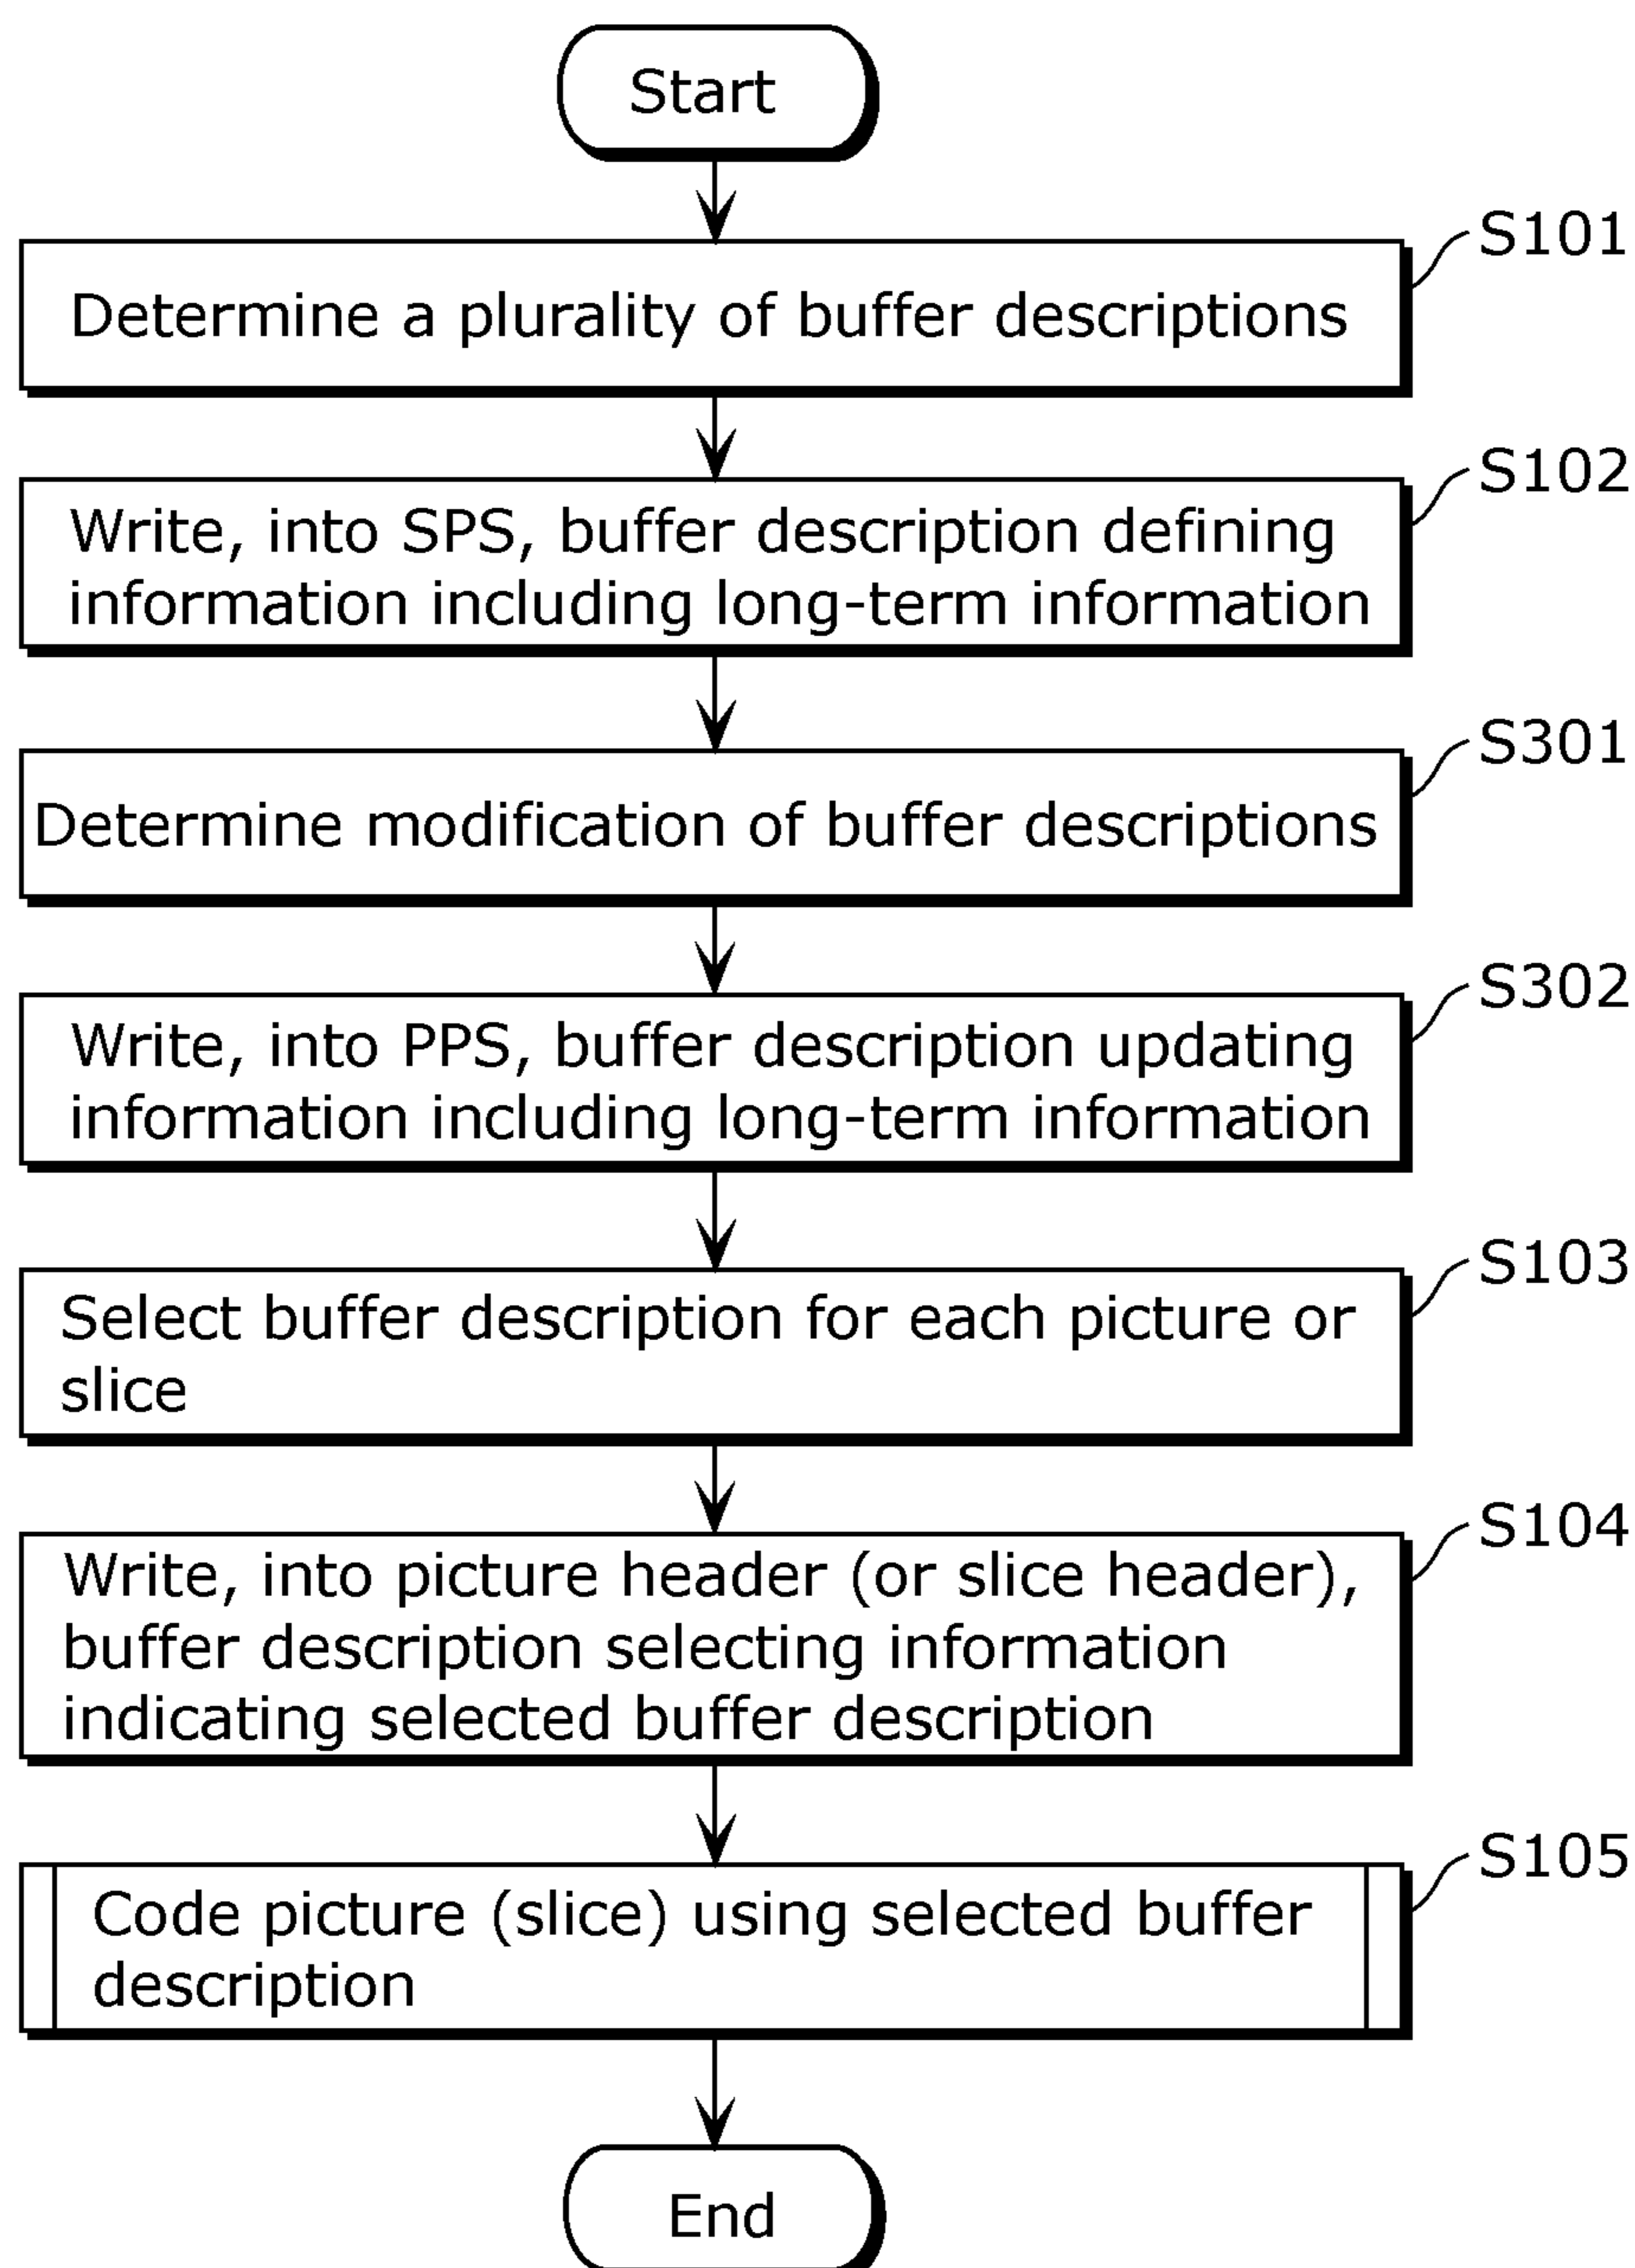 Start
S101
Determine a plurality of buffer descriptions
S102
Write, into SPS, buffer description defining
information including long-term information
S301
Determine modification of buffer descriptions
S302
Write, into PPS, buffer description updating
information including long-term information
S103
Select buffer description for each picture or
slice
S104
Write, into picture header (or slice header),
buffer description selecting information
indicating selected buffer description
S105
Code picture (slice) using selected buffer
description
End